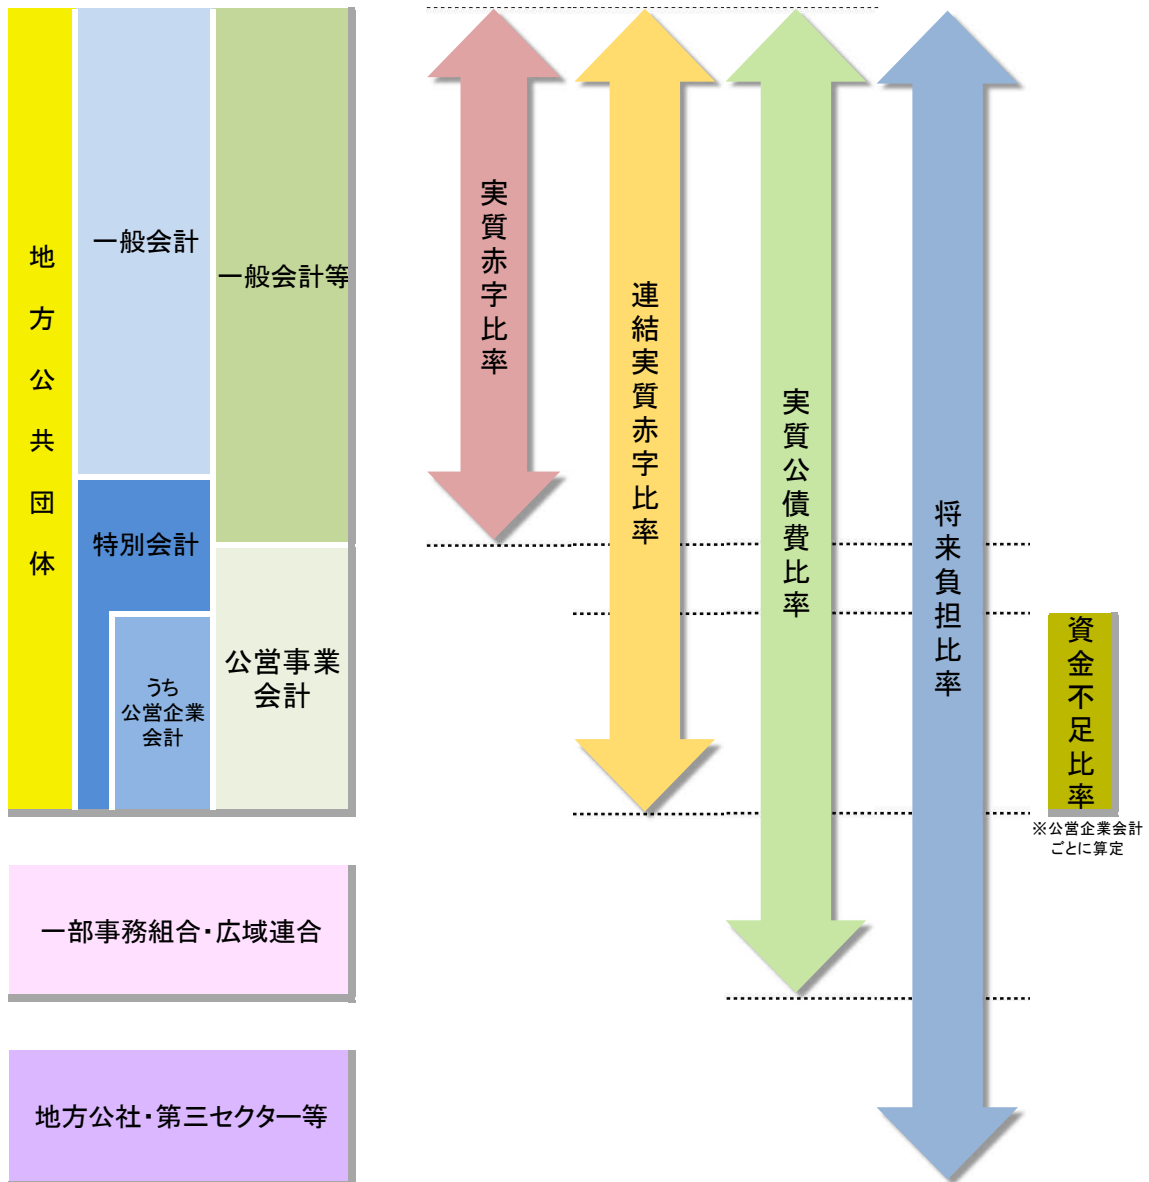 地方公共団体
一般会計
一般会計等
特別会計
うち
公営企業
会計
公営事業
会計
実質赤字比率
連結実質赤字比率
実質公債費比率
将来負担比率
資金不足比率
※公営企業会計
ごとに算定
一部事務組合・広域連合
地方公社・第三セクター等